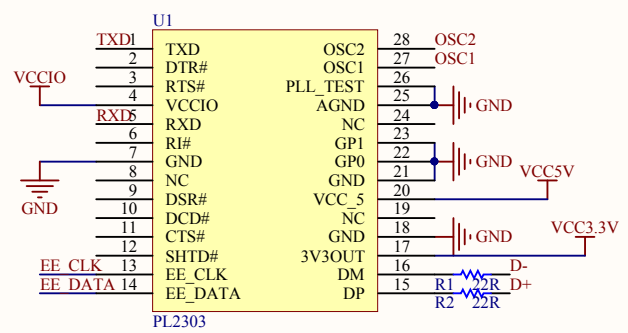 U1
TXD 1 TXD OSC2 28 OSC2
2 DTR# OSC1 27 OSC1
3 RTS# PLL_TEST 26
VCCIO 4 VCCIO AGND 25 GND
RXD 5 RXD NC 24
6 RI# GP1 23
7 GND GP0 22 GND
8 NC GND 21
GND 9 DSR# VCC_5 20 VCC5V
10 DCD# NC 19
11 CTS# GND 18 GND
12 SHTD# 3V3OUT 17 VCC3.3V
EE_CLK 13 EE_CLK DM 16 R1 22R D-
EE_DATA 14 EE_DATA DP 15 R2 22R D+
PL2303